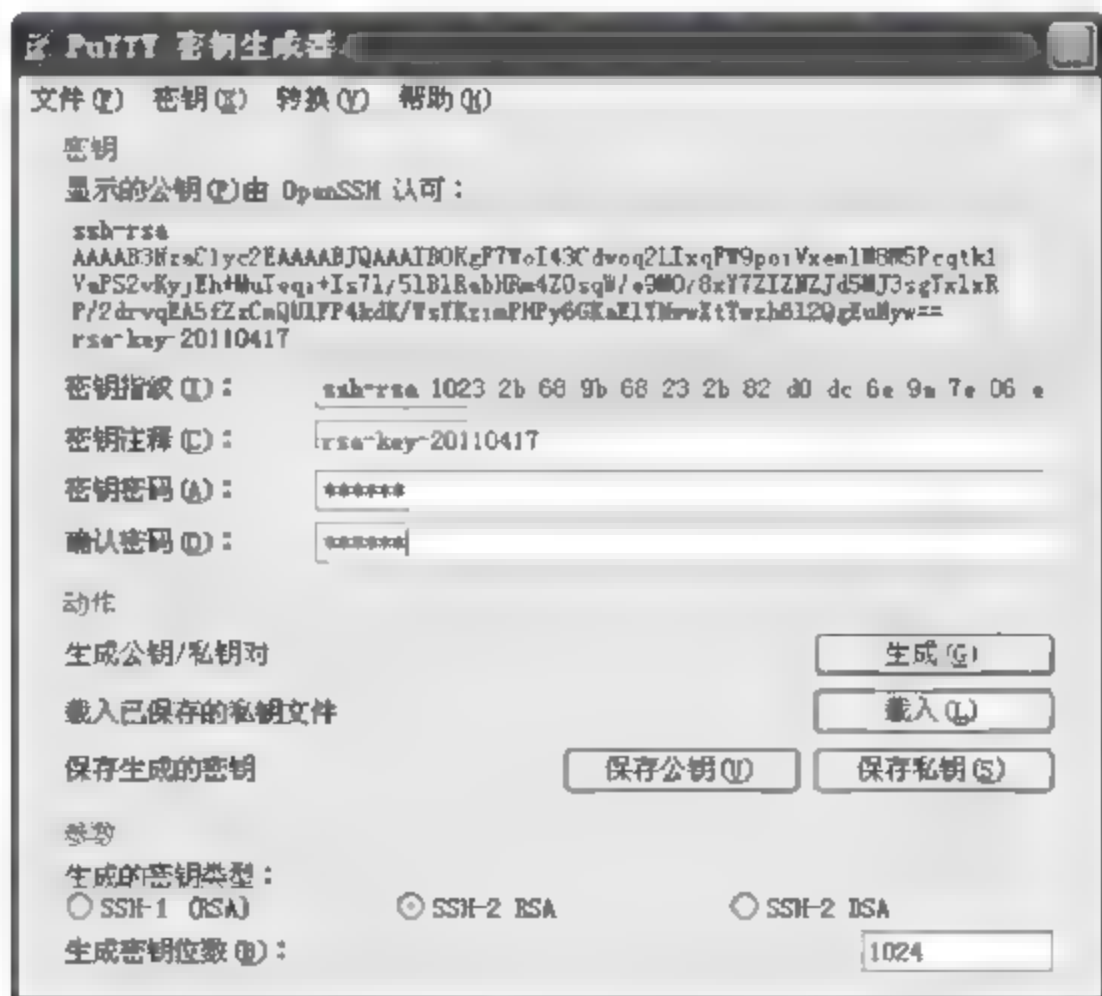 PuTTY 密钥生成器
文件(F) 密钥(K) 转换(V) 帮助(H)
密钥
显示的公钥(P)由 OpenSSH 认可：
ssh-rsa
rsa-key-20110417
密钥指纹(I)： ssh-rsa 1023 2b 68 9b 68 23 2b 82 d0 dc 6e 9a 7e 06 e
密钥注释(C)： rsa-key-20110417
密钥密码(A)： ******
确认密码(O)： ******
动作
生成公钥/私钥对 生成(G)
载入已保存的私钥文件 载入(L)
保存生成的密钥 保存公钥(U) 保存私钥(S)
参数
生成的密钥类型：
SSH-1 (RSA) SSH-2 RSA SSH-2 DSA
生成密钥位数(B)： 1024